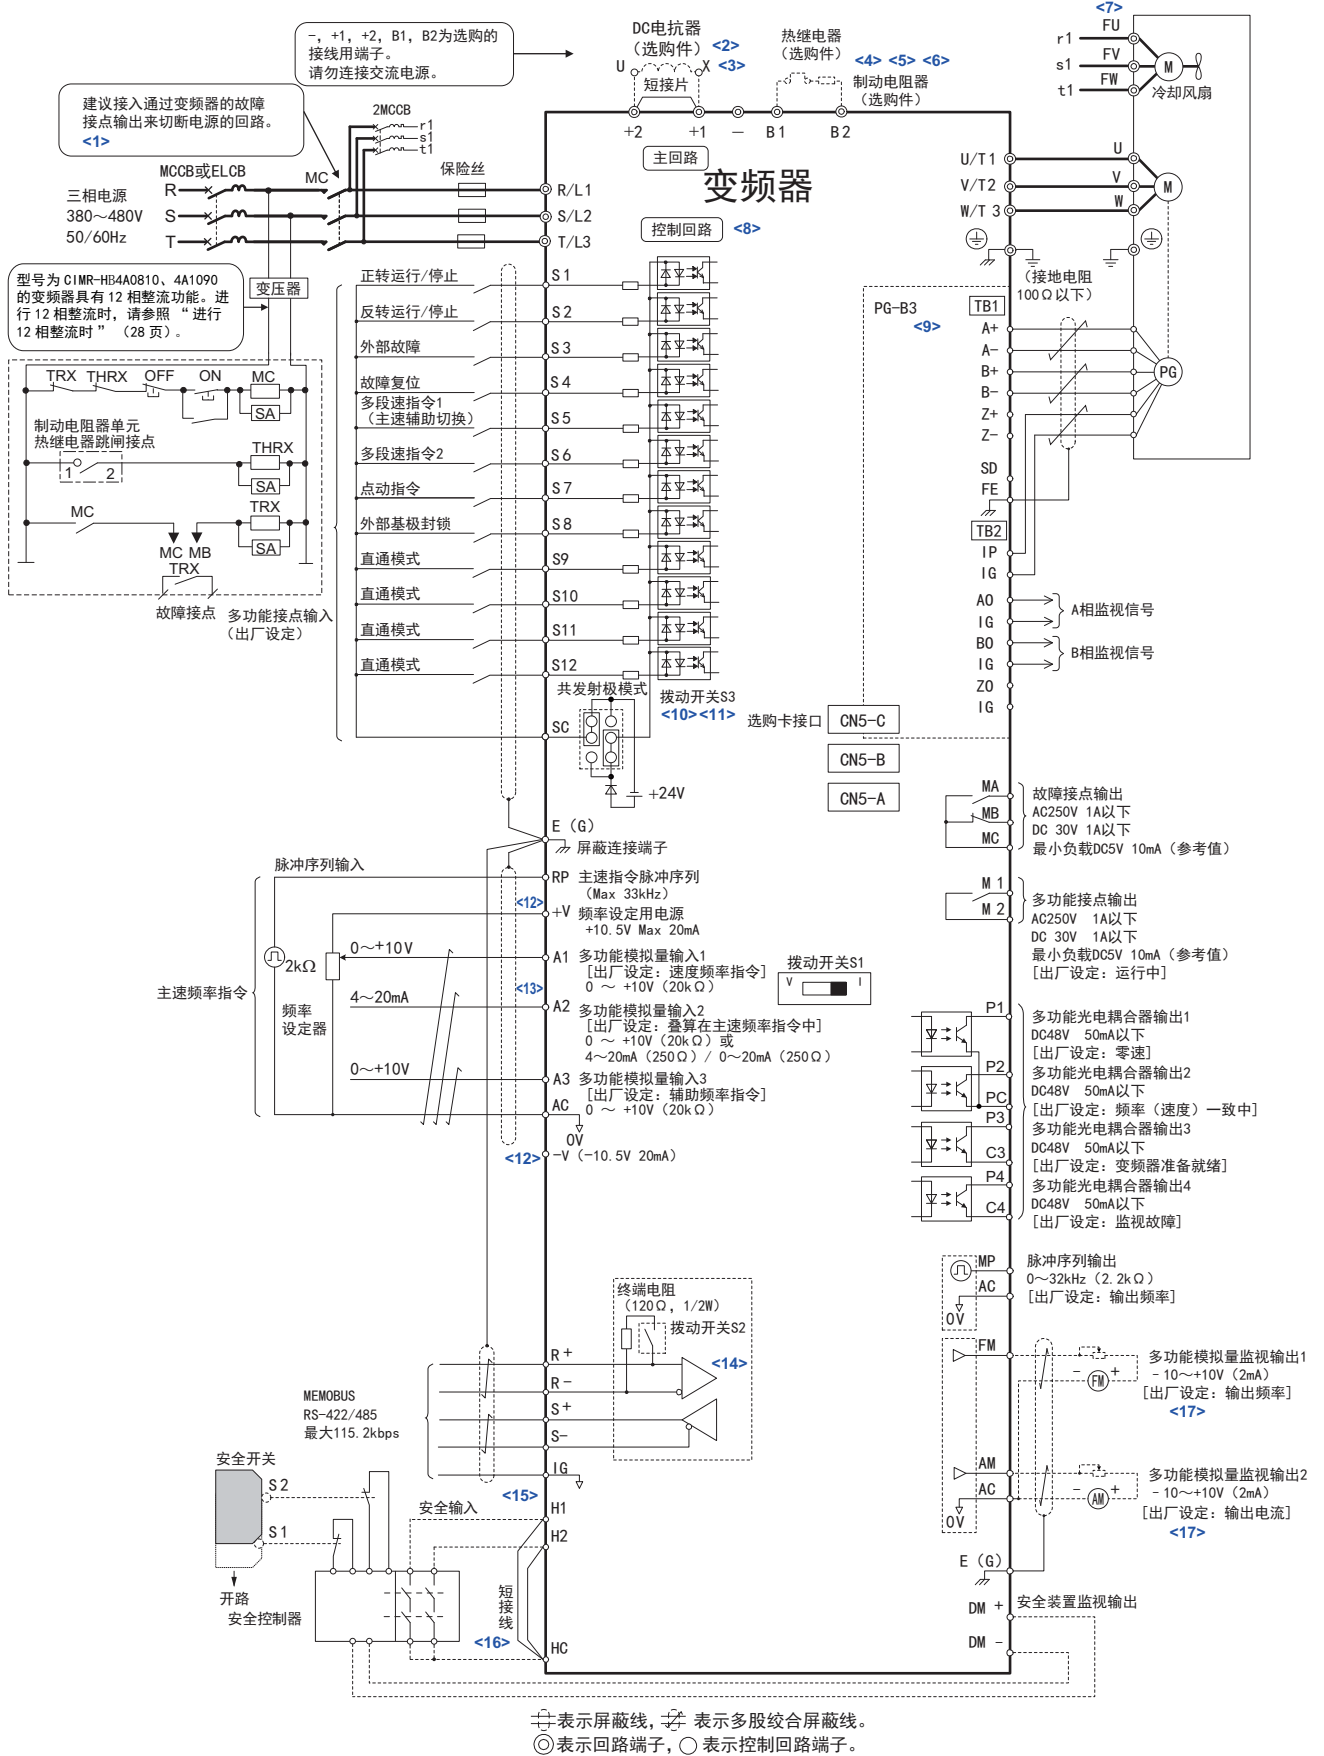 －，+1，+2，B1，B2为选购的
接线用端子。
请勿连接交流电源。
DC电抗器
（选购件）
<2>
<3>
U
X
短接片
热继电器
（选购件）
<4> <5> <6>
制动电阻器
（选购件）
<7>
FU
r1
FV
s1
FW
t1
M
冷却风扇
建议接入通过变频器的故障
接点输出来切断电源的回路。
<1>
2MCCB
r1
s1
t1
+2
+1
－
B1
B2
主回路
变频器
MCCB或ELCB
MC
保险丝
三相电源
380～480V
50/60Hz
R
S
T
R/L1
S/L2
T/L3
U/T1
V/T2
W/T3
U
V
W
M
控制回路
<8>
（接地电阻
100Ω以下）
型号为 CIMR-HB4A0810、4A1090
的变频器具有 12 相整流功能。进
行 12 相整流时，请参照 “ 进行
12 相整流时 ” （28 页）。
变压器
TRX
THRX
OFF
ON
MC
SA
制动电阻器单元
热继电器跳闸接点
1
2
THRX
SA
MC
TRX
SA
MC
MB
TRX
故障接点
多功能接点输入
（出厂设定）
正转运行/停止
S1
反转运行/停止
S2
外部故障
S3
故障复位
S4
多段速指令1
（主速辅助切换）
S5
多段速指令2
S6
点动指令
S7
外部基极封锁
S8
直通模式
S9
直通模式
S10
直通模式
S11
直通模式
S12
共发射极模式
拨动开关S3
<10><11>
SC
+24V
PG-B3
<9>
TB1
A+
A-
B+
B-
Z+
Z-
PG
SD
FE
TB2
IP
IG
AO
IG
A相监视信号
BO
IG
B相监视信号
ZO
IG
选购卡接口
CN5-C
CN5-B
CN5-A
MA
MB
MC
故障接点输出
AC250V 1A以下
DC 30V 1A以下
最小负载DC5V 10mA（参考值）
E（G）
屏蔽连接端子
脉冲序列输入
RP
主速指令脉冲序列
（Max 33kHz）
<12>
+V
频率设定用电源
+10.5V Max 20mA
主速频率指令
2kΩ
频率
设定器
0～+10V
A1
多功能模拟量输入1
[出厂设定：速度频率指令]
0 ～ +10V（20kΩ）
<13>
4～20mA
A2
多功能模拟量输入2
[出厂设定：叠算在主速频率指令中]
0 ～ +10V（20kΩ）或
4～20mA（250Ω）/ 0～20mA（250Ω）
0～+10V
A3
多功能模拟量输入3
[出厂设定：辅助频率指令]
0 ～ +10V（20kΩ）
AC
0V
<12>
-V（-10.5V 20mA）
拨动开关S1
V
I
M1
M2
多功能接点输出
AC250V 1A以下
DC 30V 1A以下
最小负载DC5V 10mA（参考值）
[出厂设定：运行中]
P1
多功能光电耦合器输出1
DC48V 50mA以下
[出厂设定：零速]
P2
多功能光电耦合器输出2
DC48V 50mA以下
PC
[出厂设定：频率（速度）一致中]
P3
多功能光电耦合器输出3
DC48V 50mA以下
C3
[出厂设定：变频器准备就绪]
P4
多功能光电耦合器输出4
DC48V 50mA以下
C4
[出厂设定：监视故障]
MP
AC
0V
脉冲序列输出
0～32kHz（2.2kΩ）
[出厂设定：输出频率]
终端电阻
（120Ω，1/2W）
拨动开关S2
<14>
R+
R-
S+
S-
IG
<15>
MEMOBUS
RS-422/485
最大115.2kbps
FM
－
FM
+
多功能模拟量监视输出1
-10～+10V（2mA）
[出厂设定：输出频率]
<17>
AM
AC
0V
－
AM
+
多功能模拟量监视输出2
-10～+10V（2mA）
[出厂设定：输出电流]
<17>
E（G）
安全开关
S2
S1
开路
安全控制器
安全输入
H1
H2
短接线
<16>
HC
DM +
DM -
安全装置监视输出
表示屏蔽线， 表示多股绞合屏蔽线。
表示回路端子， 表示控制回路端子。